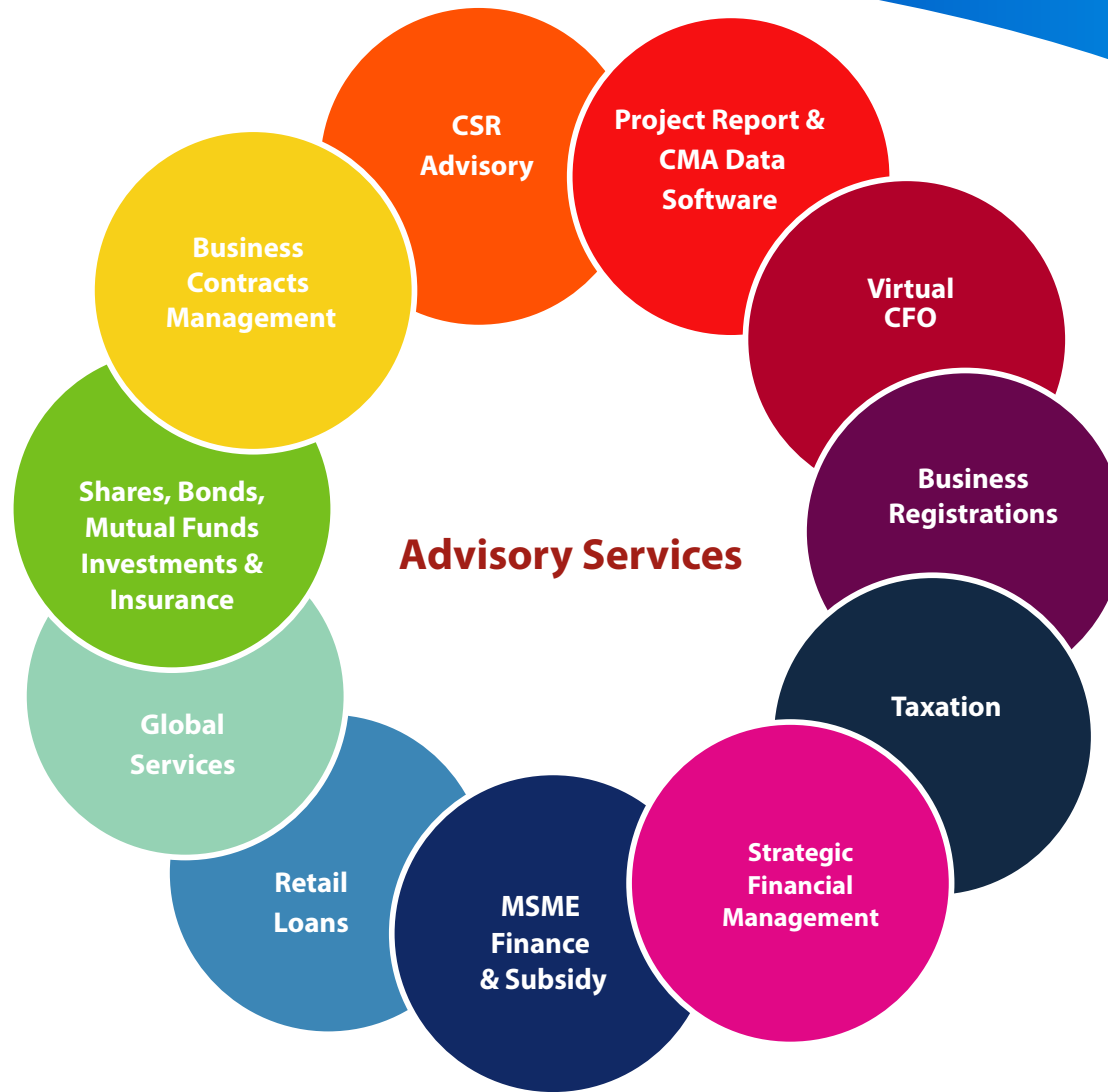 CSR
Advisory
Project Report &
CMA Data
Software
Virtual
CFO
Business
Registrations
Taxation
Strategic
Financial
Management
MSME
Finance
& Subsidy
Retail
Loans
Global
Services
Shares, Bonds,
Mutual Funds
Investments &
Insurance
Business
Contracts
Management
Advisory Services